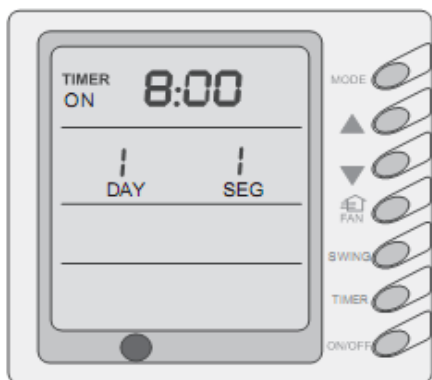 TIMER
ON 8:00
1 1
DAY SEG
MODE
FAN
SWING
TIMER
ON/OFF